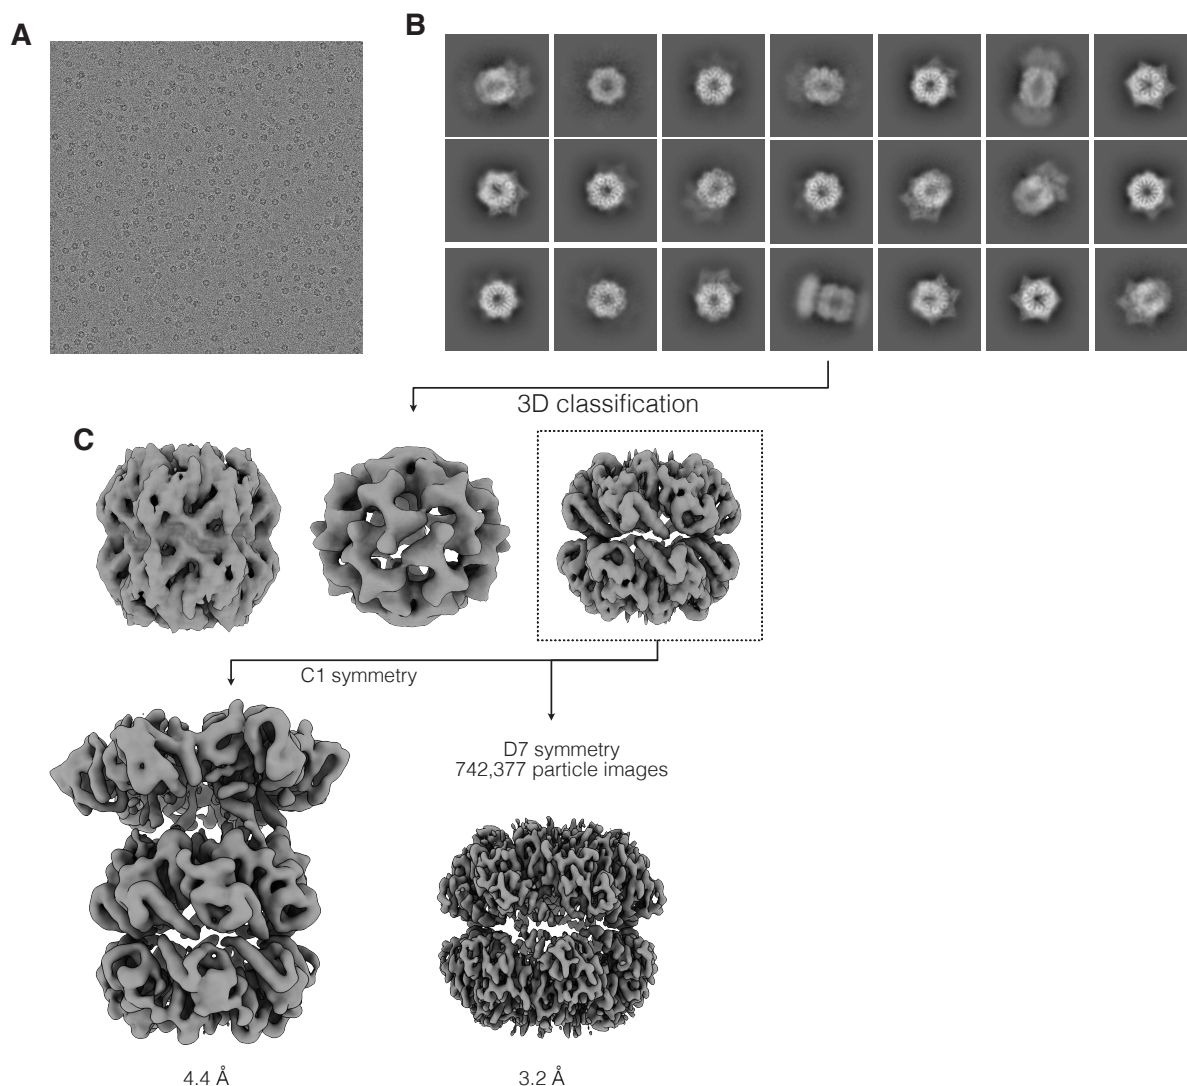 A
B
3D classification
C
C1 symmetry
D7 symmetry
742,377 particle images
4.4 Å
3.2 Å